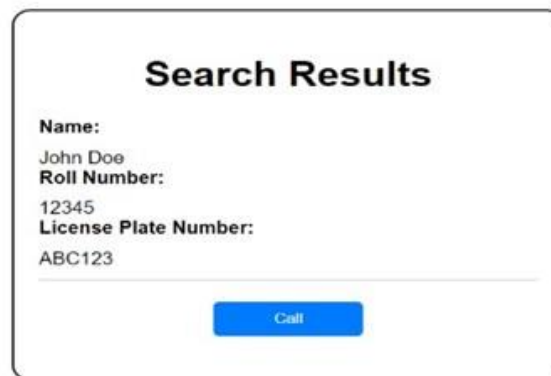 Search Results
Name:
John Doe
Roll Number:
12345
License Plate Number:
ABC123
Call